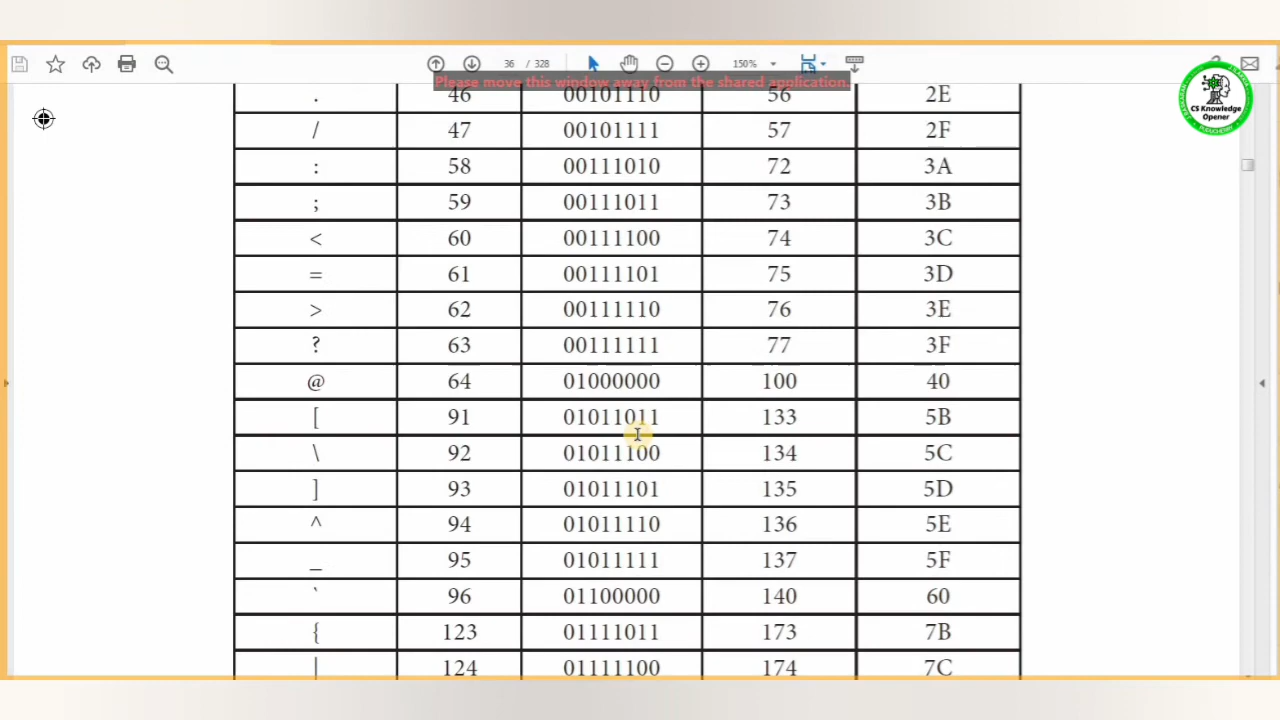 36 / 328
150%
Please move this window away from the shared application.
CS Knowledge
Opener
. 46 00101110 56 2E
/ 47 00101111 57 2F
: 58 00111010 72 3A
; 59 00111011 73 3B
< 60 00111100 74 3C
= 61 00111101 75 3D
> 62 00111110 76 3E
? 63 00111111 77 3F
@ 64 01000000 100 40
[ 91 01011011 133 5B
\ 92 01011100 134 5C
] 93 01011101 135 5D
^ 94 01011110 136 5E
_ 95 01011111 137 5F
` 96 01100000 140 60
{ 123 01111011 173 7B
| 124 01111100 174 7C